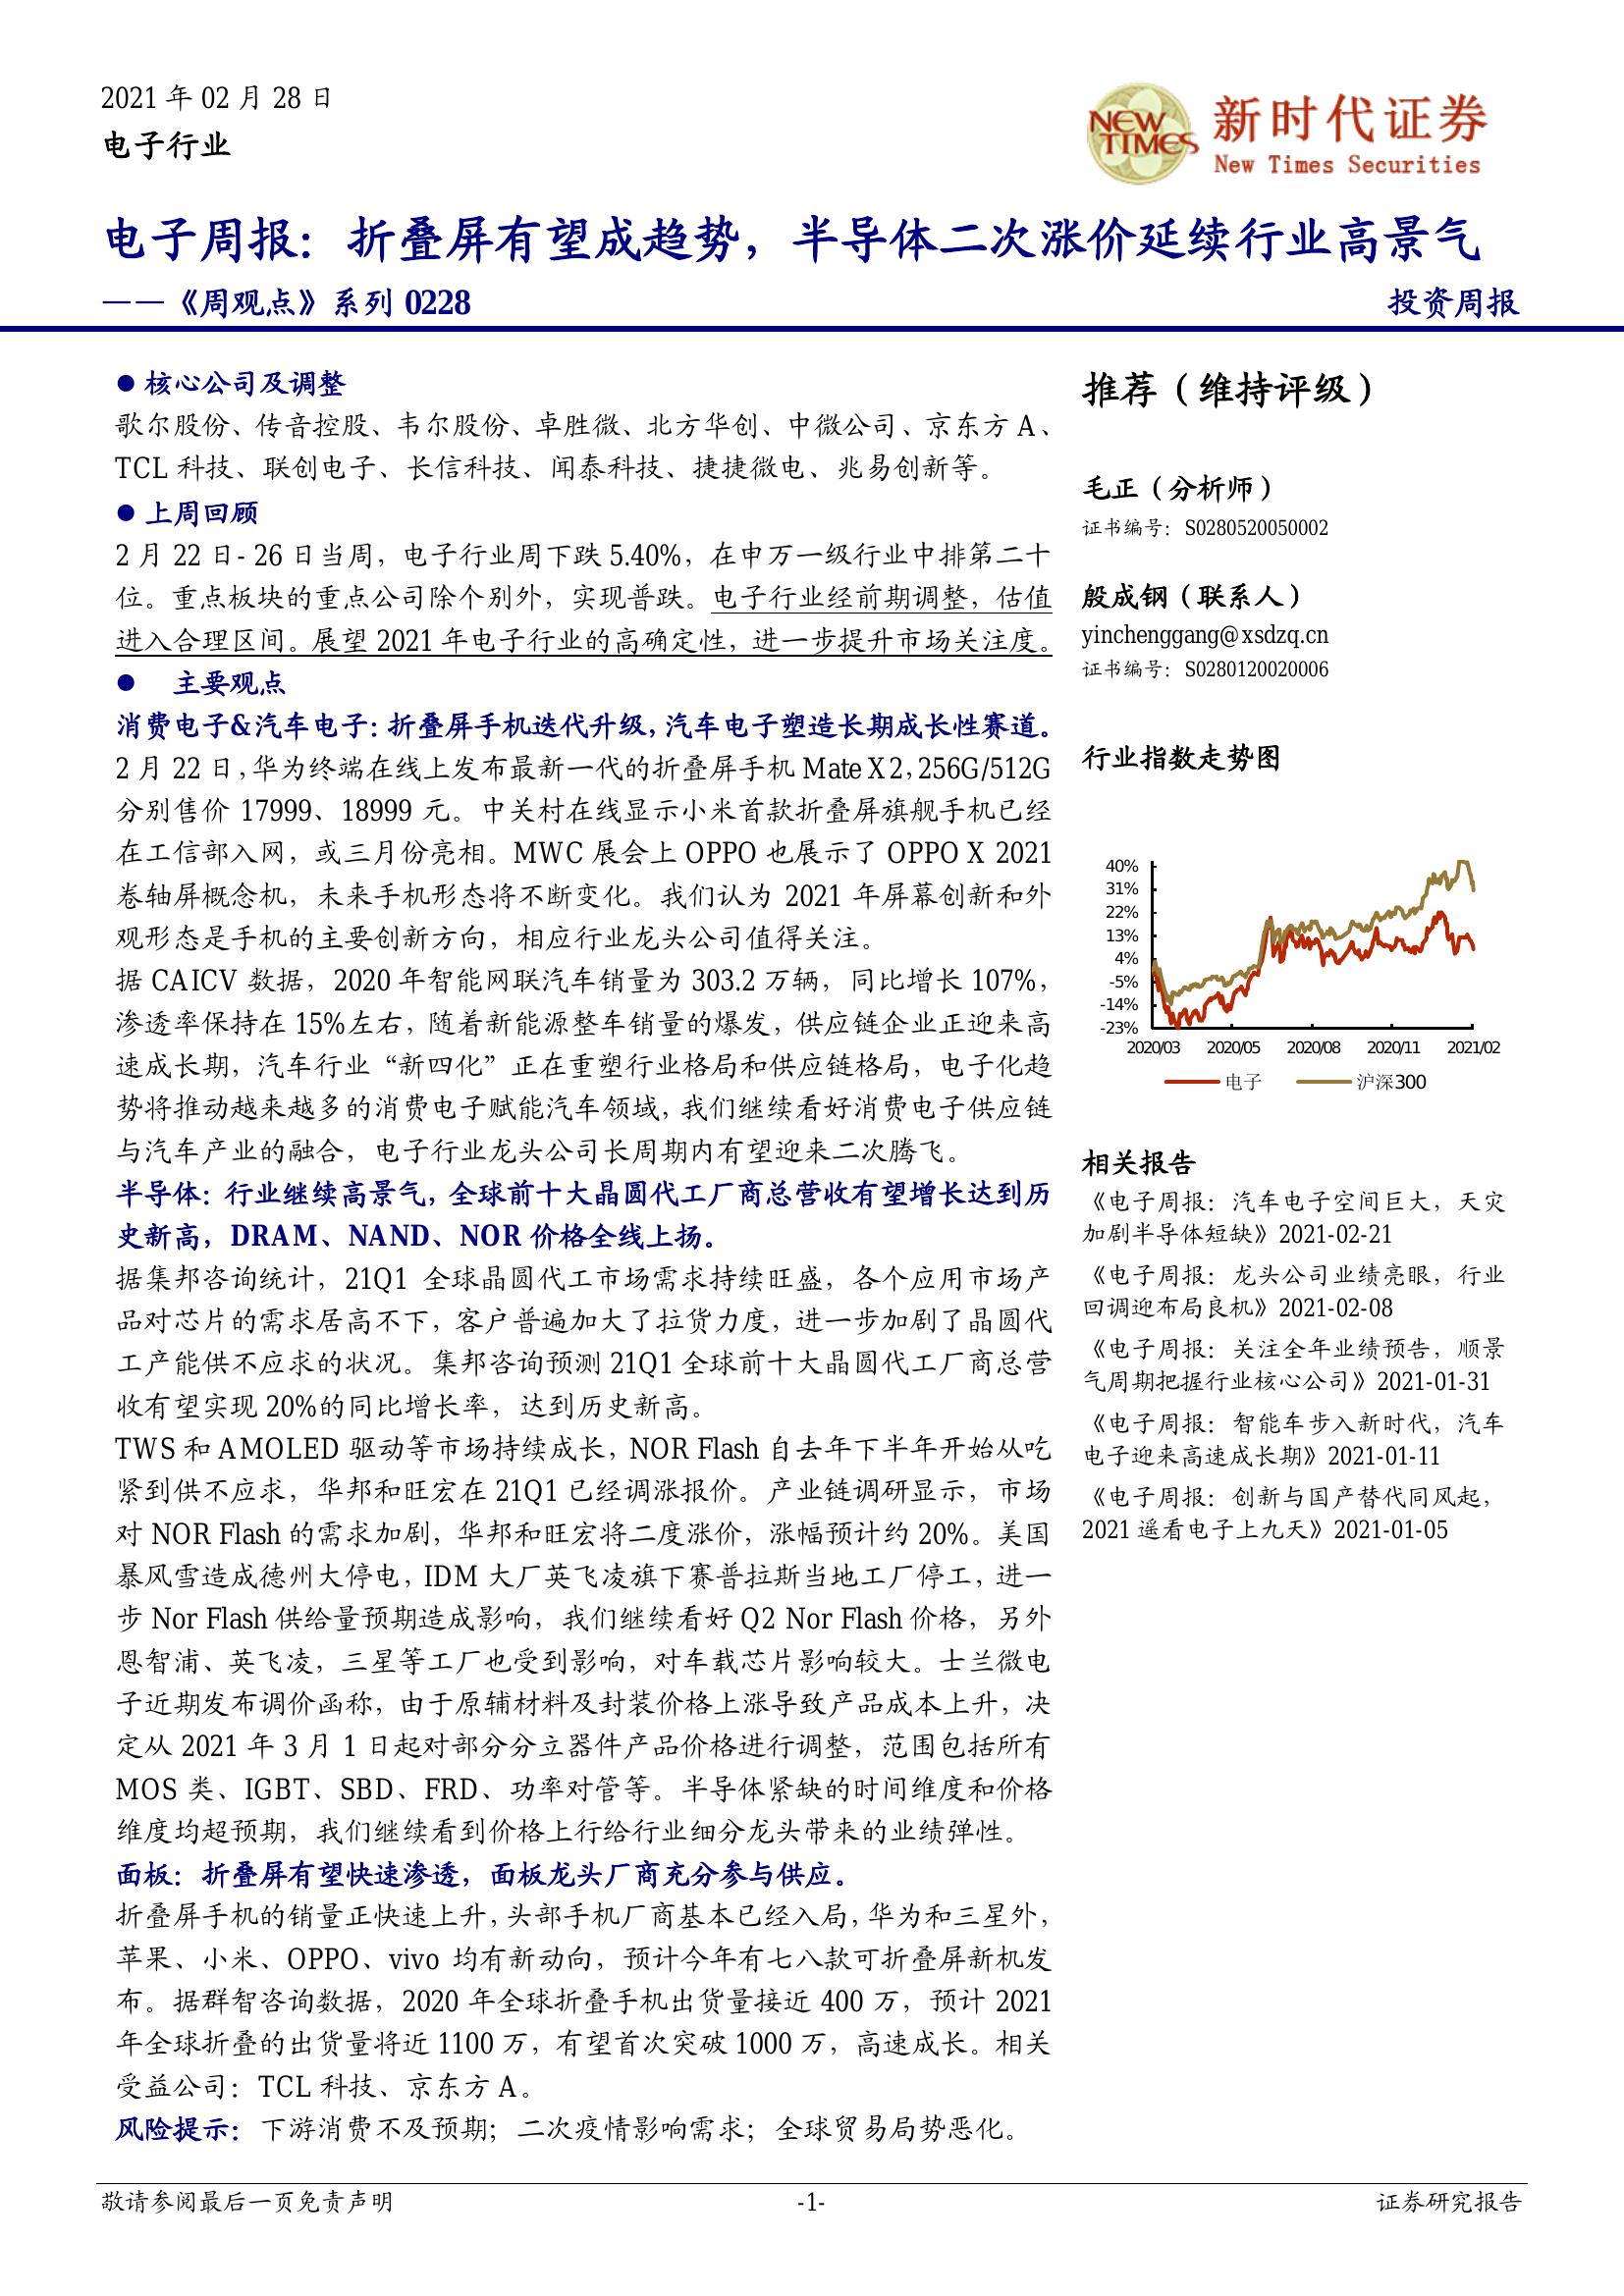 2021 年 02 月 28 日
电子行业
NEW TIMES
新时代证券
New Times Securities
电子周报：折叠屏有望成趋势，半导体二次涨价延续行业高景气
——《周观点》系列 0228
投资周报
● 核心公司及调整
歌尔股份、传音控股、韦尔股份、卓胜微、北方华创、中微公司、京东方 A、
TCL 科技、联创电子、长信科技、闻泰科技、捷捷微电、兆易创新等。
● 上周回顾
2 月 22 日- 26 日当周，电子行业周下跌 5.40%，在申万一级行业中排第二十
位。重点板块的重点公司除个别外，实现普跌。电子行业经前期调整，估值
进入合理区间。展望 2021 年电子行业的高确定性，进一步提升市场关注度。
● 主要观点
消费电子&汽车电子：折叠屏手机迭代升级，汽车电子塑造长期成长性赛道。
2 月 22 日，华为终端在线上发布最新一代的折叠屏手机 Mate X2，256G/512G
分别售价 17999、18999 元。中关村在线显示小米首款折叠屏旗舰手机已经
在工信部入网，或三月份亮相。MWC 展会上 OPPO 也展示了 OPPO X 2021
卷轴屏概念机，未来手机形态将不断变化。我们认为 2021 年屏幕创新和外
观形态是手机的主要创新方向，相应行业龙头公司值得关注。
据 CAICV 数据，2020 年智能网联汽车销量为 303.2 万辆，同比增长 107%，
渗透率保持在 15%左右，随着新能源整车销量的爆发，供应链企业正迎来高
速成长期，汽车行业“新四化”正在重塑行业格局和供应链格局，电子化趋
势将推动越来越多的消费电子赋能汽车领域，我们继续看好消费电子供应链
与汽车产业的融合，电子行业龙头公司长周期内有望迎来二次腾飞。
半导体：行业继续高景气，全球前十大晶圆代工厂商总营收有望增长达到历
史新高，DRAM、NAND、NOR 价格全线上扬。
据集邦咨询统计，21Q1 全球晶圆代工市场需求持续旺盛，各个应用市场产
品对芯片的需求居高不下，客户普遍加大了拉货力度，进一步加剧了晶圆代
工产能供不应求的状况。集邦咨询预测 21Q1 全球前十大晶圆代工厂商总营
收有望实现 20%的同比增长率，达到历史新高。
TWS 和 AMOLED 驱动等市场持续成长，NOR Flash 自去年下半年开始从吃
紧到供不应求，华邦和旺宏在 21Q1 已经调涨报价。产业链调研显示，市场
对 NOR Flash 的需求加剧，华邦和旺宏将二度涨价，涨幅预计约 20%。美国
暴风雪造成德州大停电，IDM 大厂英飞凌旗下赛普拉斯当地工厂停工，进一
步 Nor Flash 供给量预期造成影响，我们继续看好 Q2 Nor Flash 价格，另外
恩智浦、英飞凌，三星等工厂也受到影响，对车载芯片影响较大。士兰微电
子近期发布调价函称，由于原辅材料及封装价格上涨导致产品成本上升，决
定从 2021 年 3 月 1 日起对部分分立器件产品价格进行调整，范围包括所有
MOS 类、IGBT、SBD、FRD、功率对管等。半导体紧缺的时间维度和价格
维度均超预期，我们继续看到价格上行给行业细分龙头带来的业绩弹性。
面板：折叠屏有望快速渗透，面板龙头厂商充分参与供应。
折叠屏手机的销量正快速上升，头部手机厂商基本已经入局，华为和三星外，
苹果、小米、OPPO、vivo 均有新动向，预计今年有七八款可折叠屏新机发
布。据群智咨询数据，2020 年全球折叠手机出货量接近 400 万，预计 2021
年全球折叠的出货量将近 1100 万，有望首次突破 1000 万，高速成长。相关
受益公司：TCL 科技、京东方 A。
风险提示：下游消费不及预期；二次疫情影响需求；全球贸易局势恶化。
推荐（维持评级）
毛正（分析师）
证书编号：S0280520050002
殷成钢（联系人）
yinchenggang@xsdzq.cn
证书编号：S0280120020006
行业指数走势图
40%
31%
22%
13%
4%
-5%
-14%
-23%
2020/03 2020/05 2020/08 2020/11 2021/02
电子 沪深300
相关报告
《电子周报：汽车电子空间巨大，天灾
加剧半导体短缺》2021-02-21
《电子周报：龙头公司业绩亮眼，行业
回调迎布局良机》2021-02-08
《电子周报：关注全年业绩预告，顺景
气周期把握行业核心公司》2021-01-31
《电子周报：智能车步入新时代，汽车
电子迎来高速成长期》2021-01-11
《电子周报：创新与国产替代同风起，
2021 遥看电子上九天》2021-01-05
敬请参阅最后一页免责声明
-1-
证券研究报告